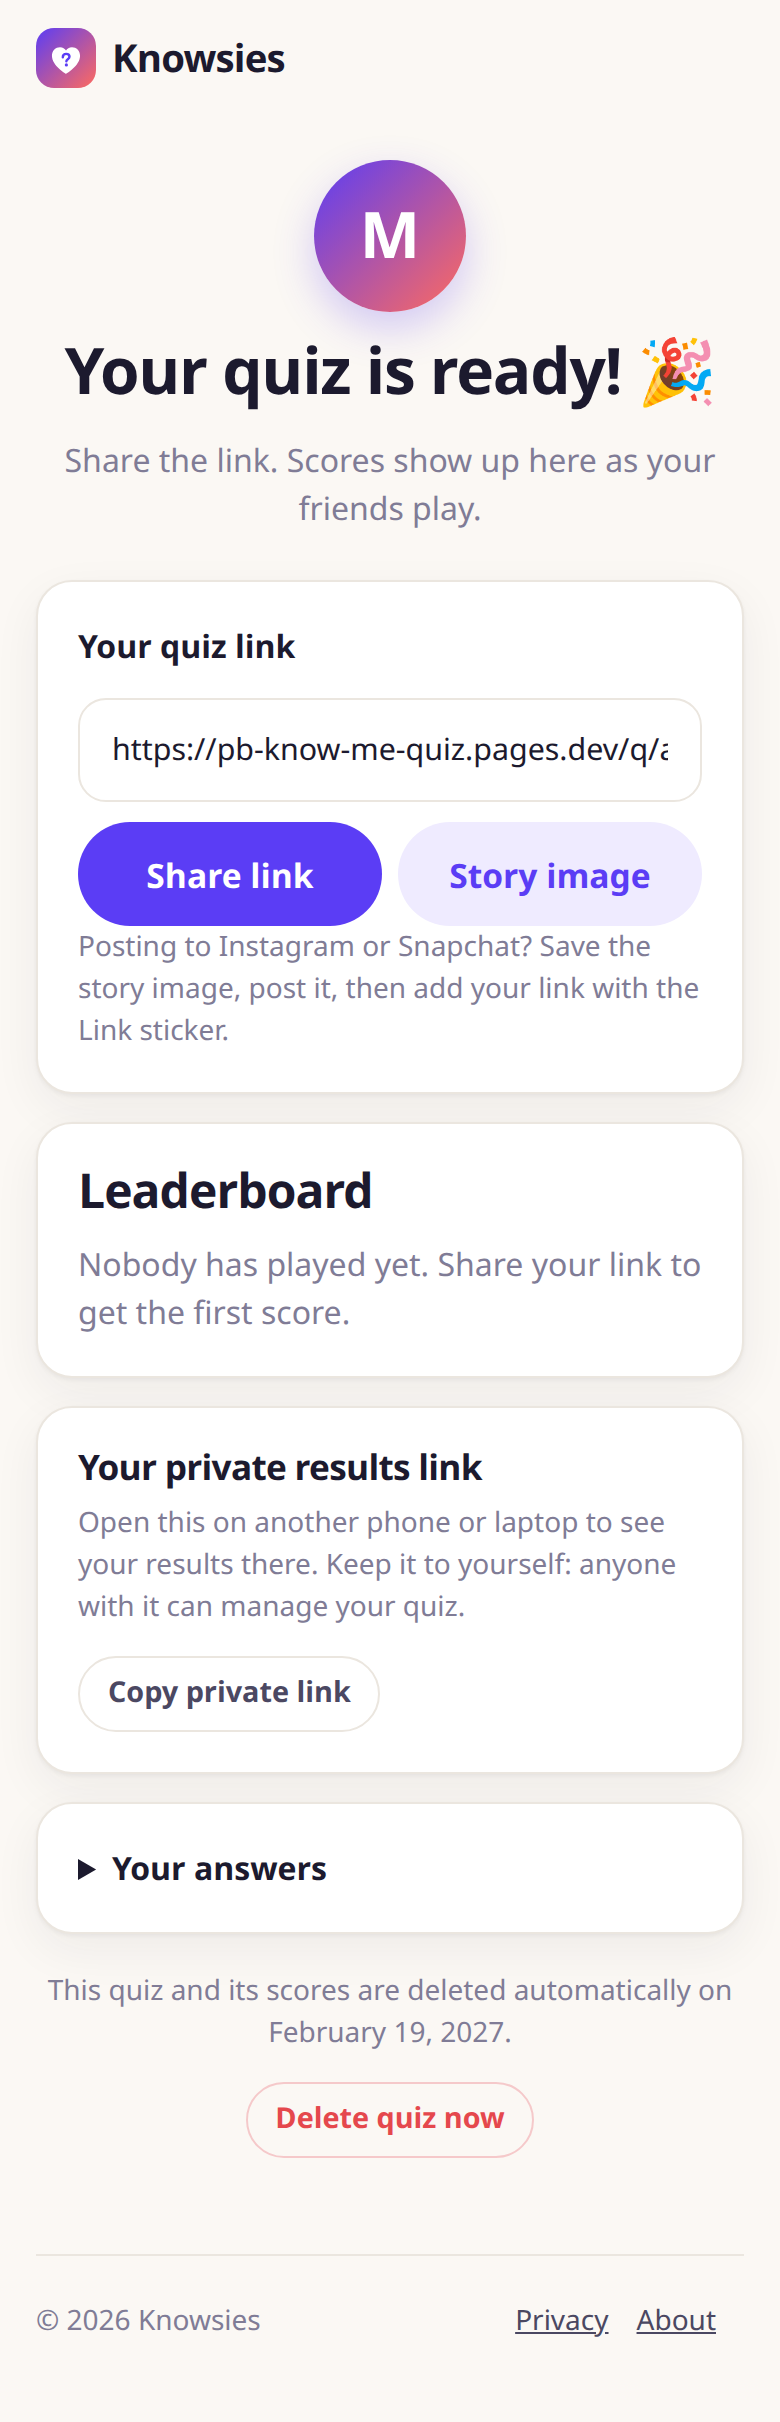 Knowsies
M
Your quiz is ready! 🎉
Share the link. Scores show up here as your
friends play.
Your quiz link
https://pb-know-me-quiz.pages.dev/q/a
Share link
Story image
Posting to Instagram or Snapchat? Save the
story image, post it, then add your link with the
Link sticker.
Leaderboard
Nobody has played yet. Share your link to
get the first score.
Your private results link
Open this on another phone or laptop to see
your results there. Keep it to yourself: anyone
with it can manage your quiz.
Copy private link
Your answers
This quiz and its scores are deleted automatically on
February 19, 2027.
Delete quiz now
© 2026 Knowsies
Privacy
About